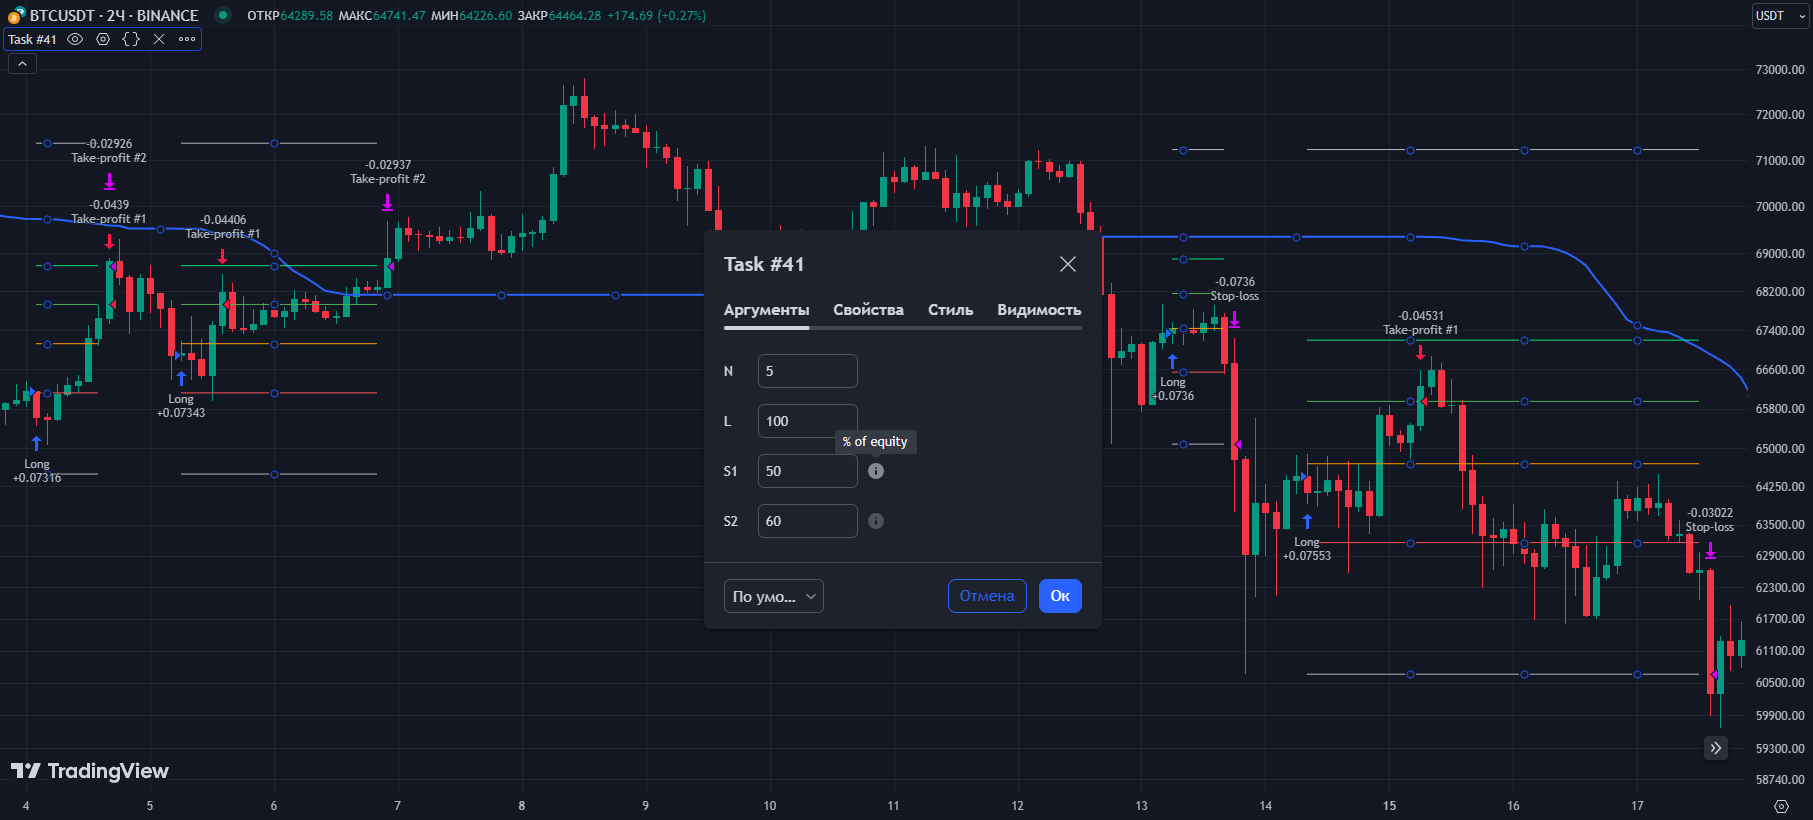 BTCUSDT · 2Ч · BINANCE ОТКР64289.58 МАКС64741.47 МИН64226.60 ЗАКР64464.28 +174.69 (+0.27%)
USDT
Task #41
73000.00
72000.00
71000.00
70000.00
69000.00
68200.00
67400.00
66600.00
65800.00
65000.00
64250.00
63500.00
62900.00
62300.00
61700.00
61100.00
60500.00
59900.00
59300.00
58740.00
-0.02926
Take-profit #2
-0.0439
Take-profit #1
Long
+0.07316
-0.04406
Take-profit #1
Long
+0.07343
-0.02937
Take-profit #2
Task #41
Аргументы Свойства Стиль Видимость
N 5
L 100
% of equity
S1 50
S2 60
По умо...
Отмена
Ок
Long
+0.0736
-0.0736
Stop-loss
Long
+0.07553
-0.04531
Take-profit #1
-0.03022
Stop-loss
TradingView
4 5 6 7 8 9 10 11 12 13 14 15 16 17